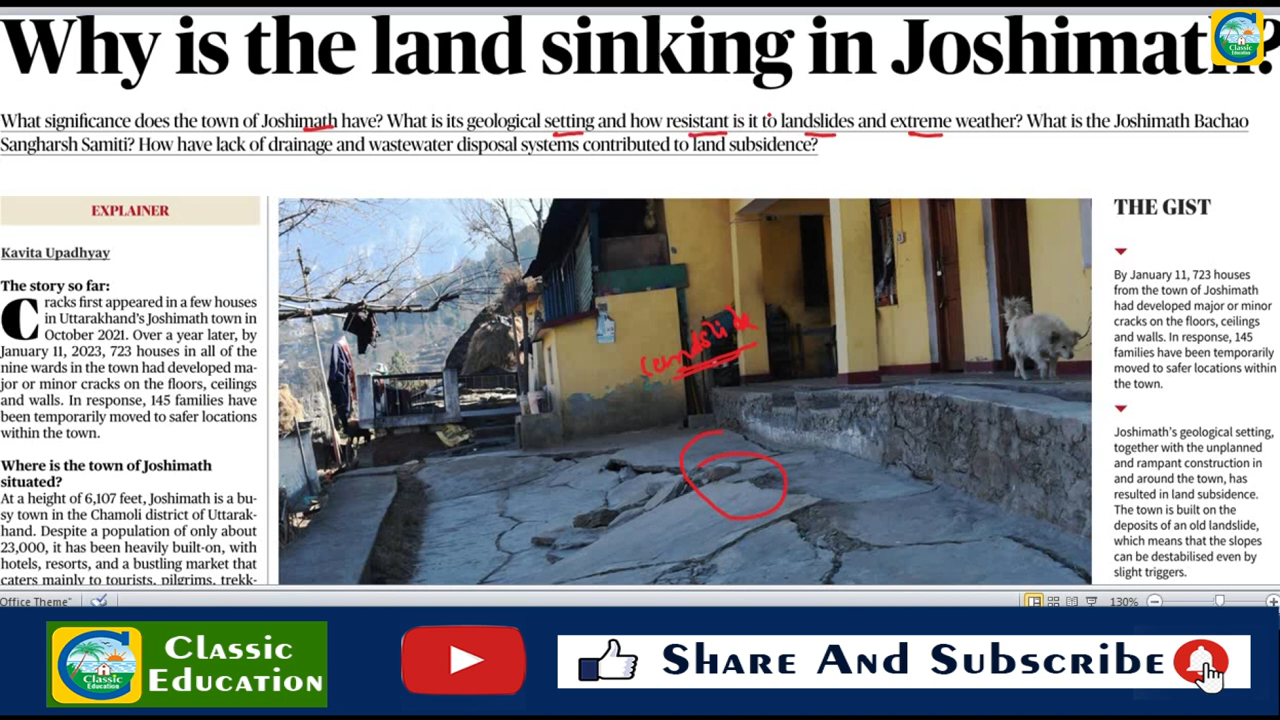 Why is the land sinking in Joshimath?
Classic
Education
What significance does the town of Joshimath have? What is its geological setting and how resistant is it to landslides and extreme weather? What is the Joshimath Bachao
Sangharsh Samiti? How have lack of drainage and wastewater disposal systems contributed to land subsidence?
EXPLAINER
Kavita Upadhyay
The story so far:
Cracks first appeared in a few houses
in Uttarakhand's Joshimath town in
October 2021. Over a year later, by
January 11, 2023, 723 houses in all of the
nine wards in the town had developed ma-
jor or minor cracks on the floors, ceilings
and walls. In response, 145 families have
been temporarily moved to safer locations
within the town.
Where is the town of Joshimath
situated?
At a height of 6,107 feet, Joshimath is a bu-
sy town in the Chamoli district of Uttarak-
hand. Despite a population of only about
23,000, it has been heavily built-on, with
hotels, resorts, and a bustling market that
caters mainly to tourists, pilgrims, trekk-
landslide
THE GIST
By January 11, 723 houses
from the town of Joshimath
had developed major or minor
cracks on the floors, ceilings
and walls. In response, 145
families have been temporarily
moved to safer locations within
the town.
Joshimath's geological setting,
together with the unplanned
and rampant construction in
and around the town, has
resulted in land subsidence.
The town is built on the
deposits of an old landslide,
which means that the slopes
can be destabilised even by
slight triggers.
Office Theme"
130%
Classic
Education
Classic
Education
Share And Subscribe